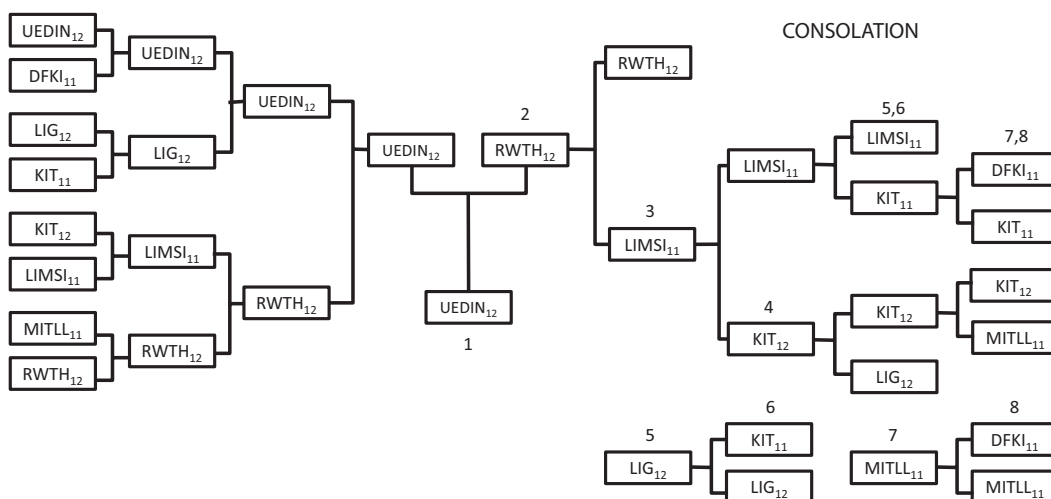 CONSOLATION
UEDIN₁₂
DFKI₁₁
LIG₁₂
KIT₁₁
KIT₁₂
LIMSI₁₁
MITLL₁₁
RWTH₁₂
UEDIN₁₂
LIG₁₂
LIMSI₁₁
RWTH₁₂
UEDIN₁₂
RWTH₁₂
UEDIN₁₂
UEDIN₁₂
1
2
RWTH₁₂
RWTH₁₂
3
LIMSI₁₁
LIMSI₁₁
4
KIT₁₂
5,6
LIMSI₁₁
KIT₁₁
7,8
DFKI₁₁
KIT₁₁
KIT₁₂
LIG₁₂
KIT₁₂
MITLL₁₁
5
LIG₁₂
6
KIT₁₁
LIG₁₂
7
MITLL₁₁
8
DFKI₁₁
MITLL₁₁